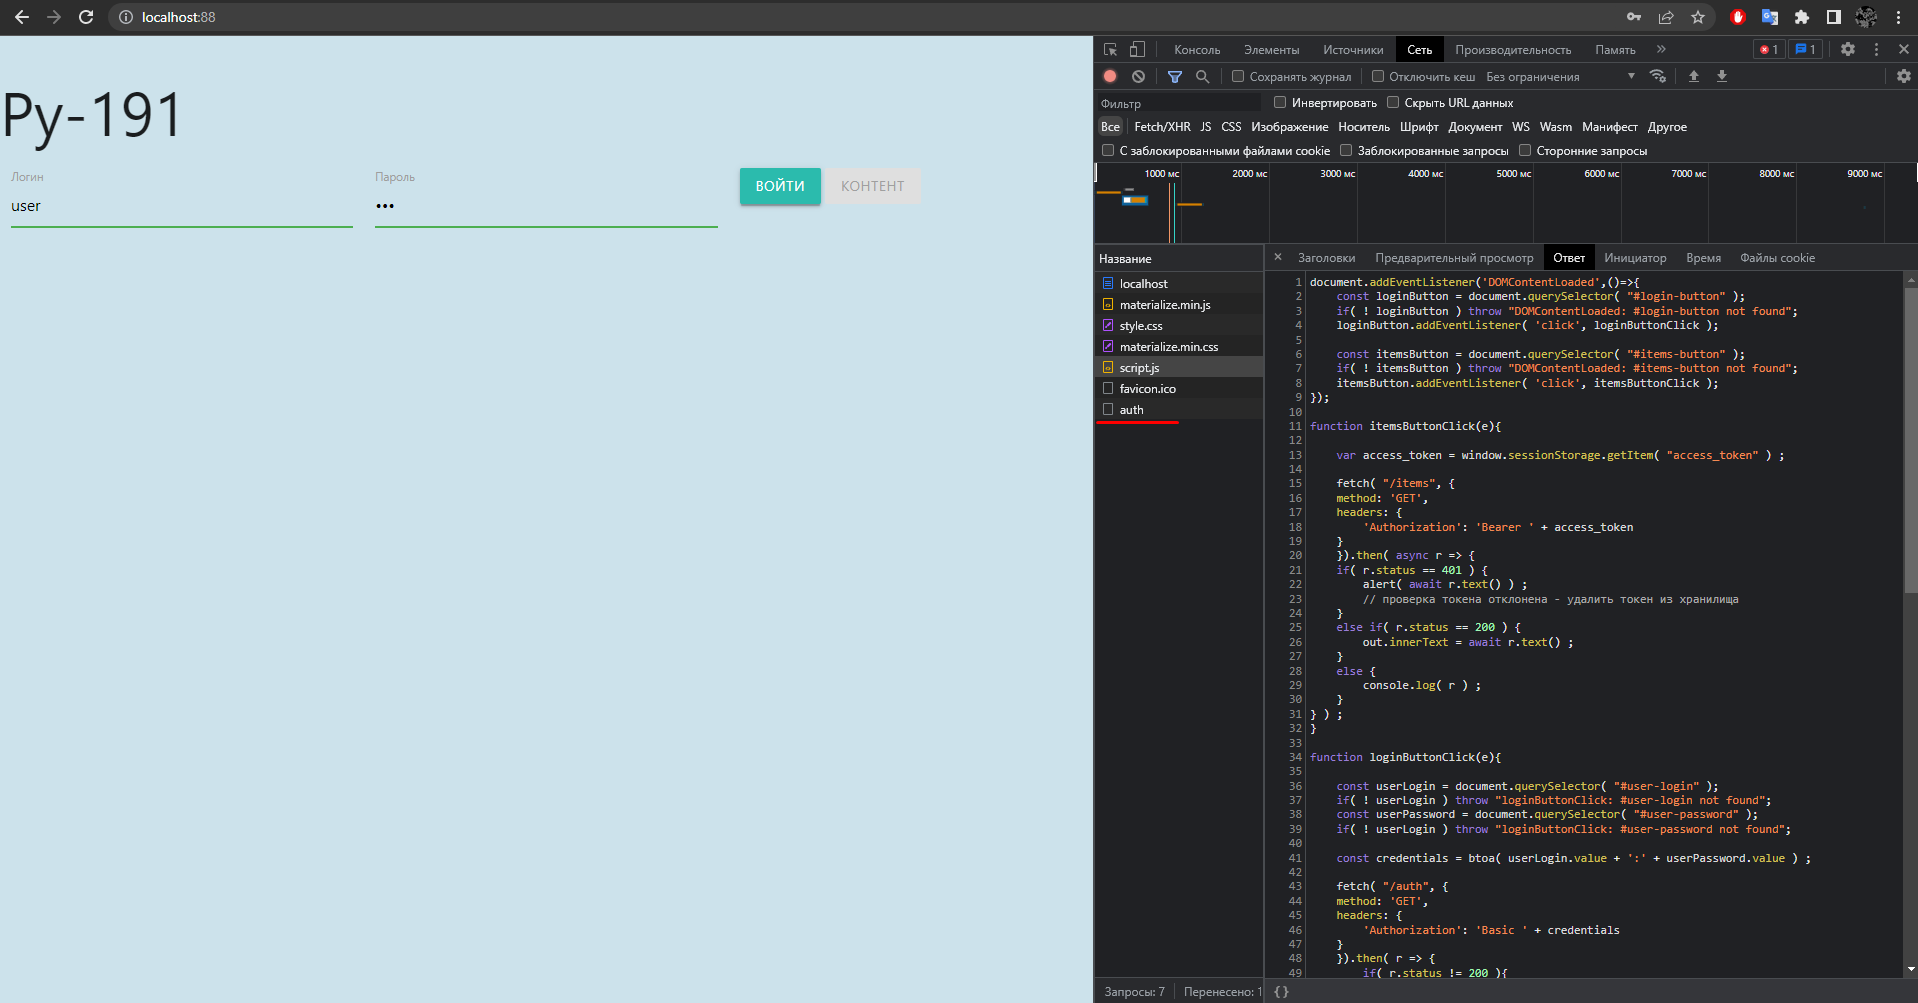 localhost:88
Py-191
Логин
Пароль
user
•••
ВОЙТИ
КОНТЕНТ
Консоль Элементы Источники Сеть Производительность Память » 1 1
Сохранять журнал Отключить кеш Без ограничения
Фильтр Инвертировать Скрыть URL данных
Все Fetch/XHR JS CSS Изображение Носитель Шрифт Документ WS Wasm Манифест Другое
С заблокированными файлами cookie Заблокированные запросы Сторонние запросы
1000 мс 2000 мс 3000 мс 4000 мс 5000 мс 6000 мс 7000 мс 8000 мс 9000 мс
Название
localhost
materialize.min.js
style.css
materialize.min.css
script.js
favicon.ico
auth
Запросы: 7 Перенесено: 1
Заголовки Предварительный просмотр Ответ Инициатор Время Файлы cookie
1 document.addEventListener('DOMContentLoaded',()=>{
2 const loginButton = document.querySelector( "#login-button" );
3 if( ! loginButton ) throw "DOMContentLoaded: #login-button not found";
4 loginButton.addEventListener( 'click', loginButtonClick );
5
6 const itemsButton = document.querySelector( "#items-button" );
7 if( ! itemsButton ) throw "DOMContentLoaded: #items-button not found";
8 itemsButton.addEventListener( 'click', itemsButtonClick );
9 });
10
11 function itemsButtonClick(e){
12
13 var access_token = window.sessionStorage.getItem( "access_token" ) ;
14
15 fetch( "/items", {
16 method: 'GET',
17 headers: {
18 'Authorization': 'Bearer ' + access_token
19 }
20 }).then( async r => {
21 if( r.status == 401 ) {
22 alert( await r.text() ) ;
23 // проверка токена отклонена - удалить токен из хранилища
24 }
25 else if( r.status == 200 ) {
26 out.innerText = await r.text() ;
27 }
28 else {
29 console.log( r ) ;
30 }
31 } ) ;
32 }
33
34 function loginButtonClick(e){
35
36 const userLogin = document.querySelector( "#user-login" );
37 if( ! userLogin ) throw "loginButtonClick: #user-login not found";
38 const userPassword = document.querySelector( "#user-password" );
39 if( ! userLogin ) throw "loginButtonClick: #user-password not found";
40
41 const credentials = btoa( userLogin.value + ':' + userPassword.value ) ;
42
43 fetch( "/auth", {
44 method: 'GET',
45 headers: {
46 'Authorization': 'Basic ' + credentials
47 }
48 }).then( r => {
49 if( r.status != 200 ){
{}